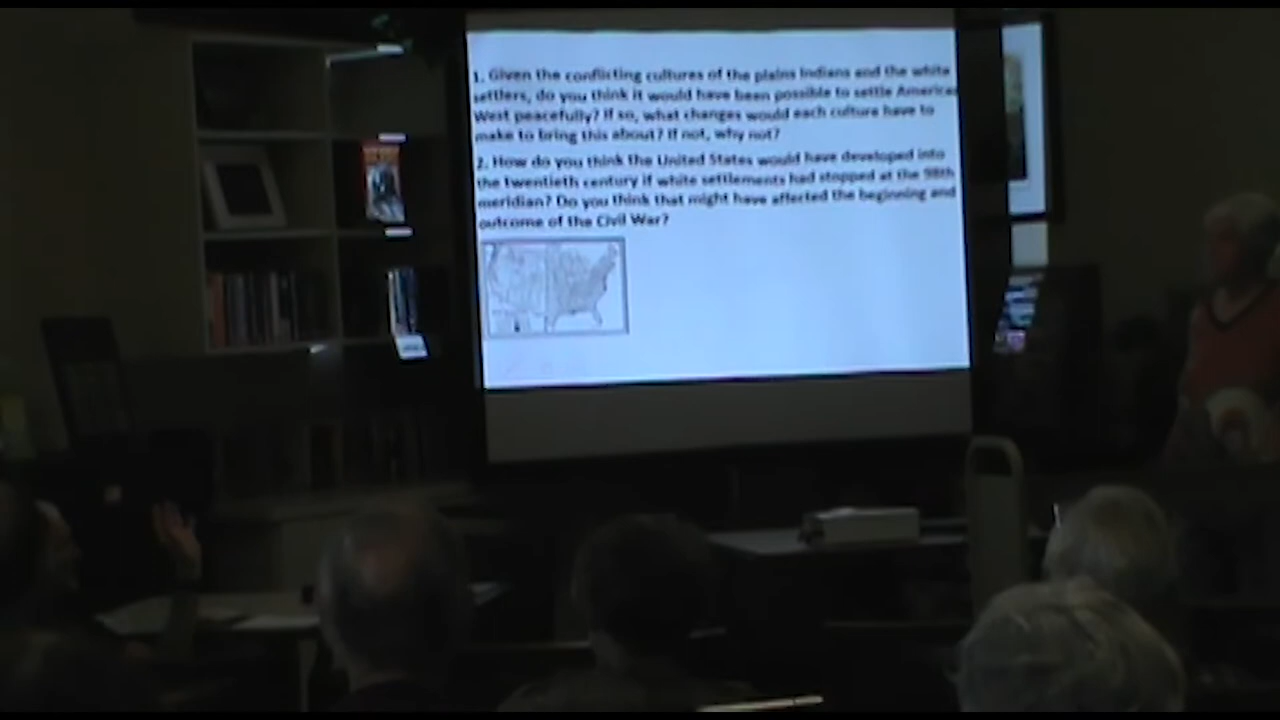 1. Given the conflicting cultures of the plains Indians and the white
settlers, do you think it would have been possible to settle America
West peacefully? If so, what changes would each culture have to
make to bring this about? If not, why not?
2. How do you think the United States would have developed into
the twentieth century if white settlements had stopped at the 98th
meridian? Do you think that might have affected the beginning and
outcome of the Civil War?